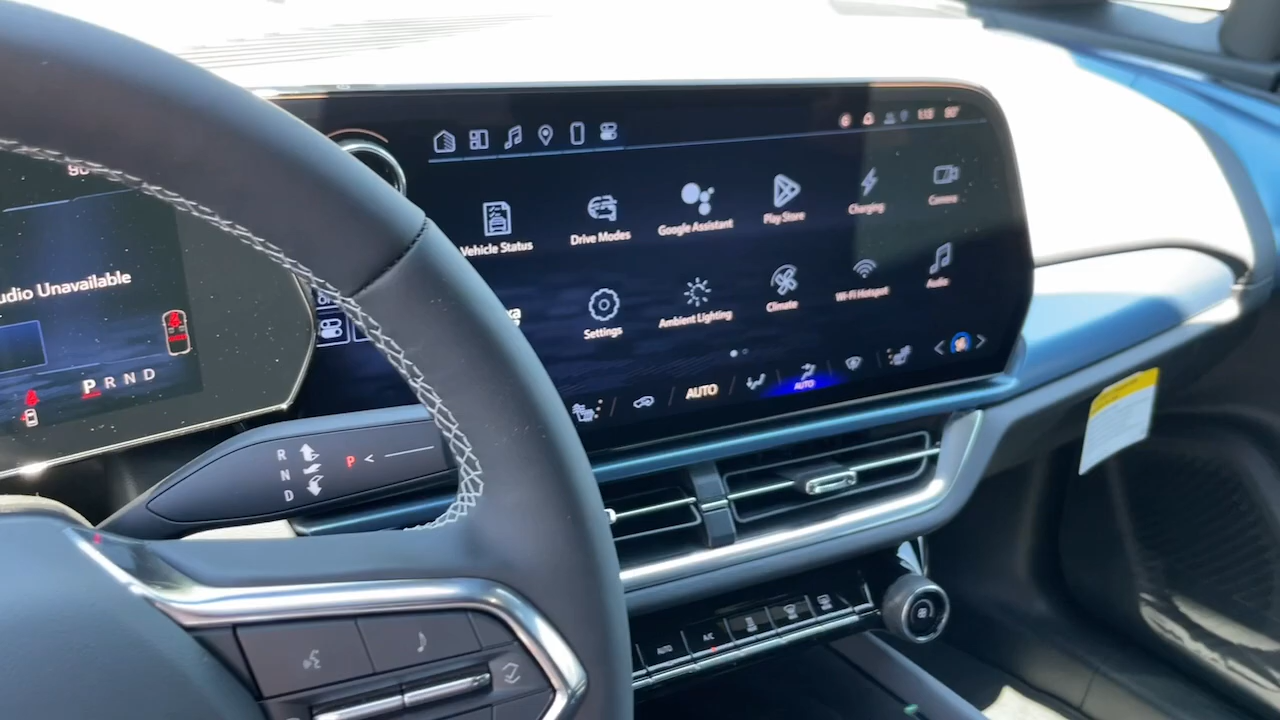 Vehicle Status
Drive Modes
Google Assistant
Play Store
Charging
Camera
Settings
Ambient Lighting
Climate
Wi-Fi Hotspot
Audio
AUTO
AUTO
udio Unavailable
P R N D
R
N
D
P <
AUTO
A/C